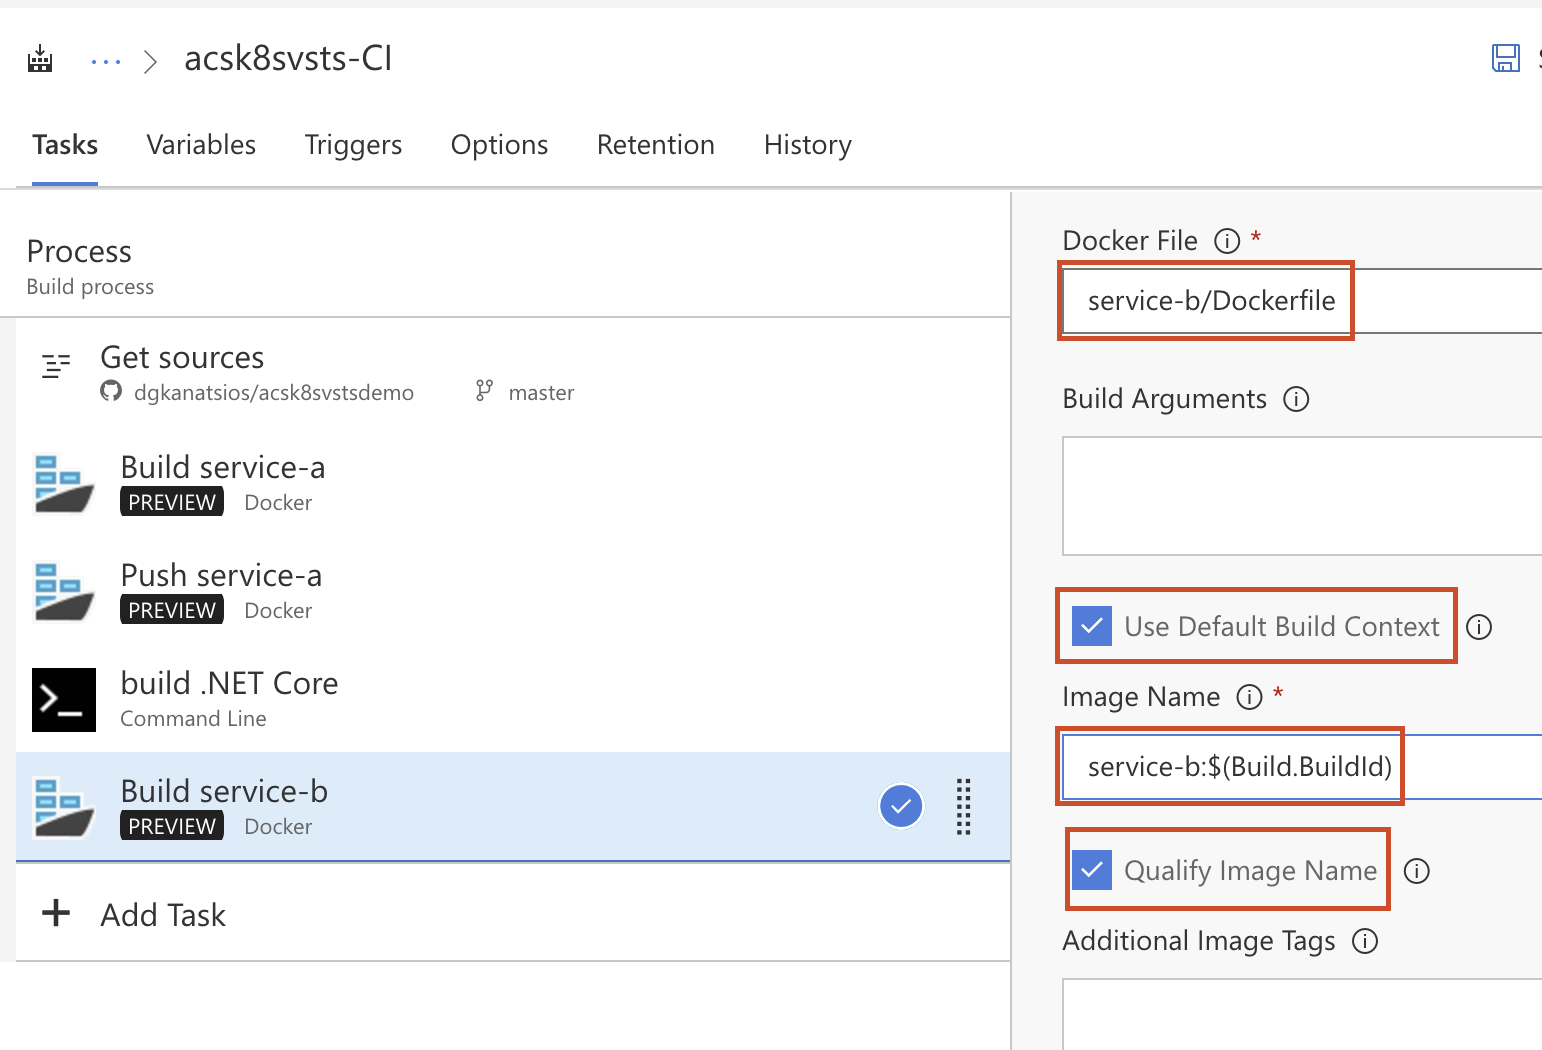 ··· > acsk8svsts-CI
Tasks Variables Triggers Options Retention History
Process
Build process
Get sources
dgkanatsios/acsk8svstsdemo master
Build service-a
PREVIEW Docker
Push service-a
PREVIEW Docker
build .NET Core
Command Line
Build service-b
PREVIEW Docker
+ Add Task
Docker File *
service-b/Dockerfile
Build Arguments
Use Default Build Context
Image Name *
service-b:$(Build.BuildId)
Qualify Image Name
Additional Image Tags